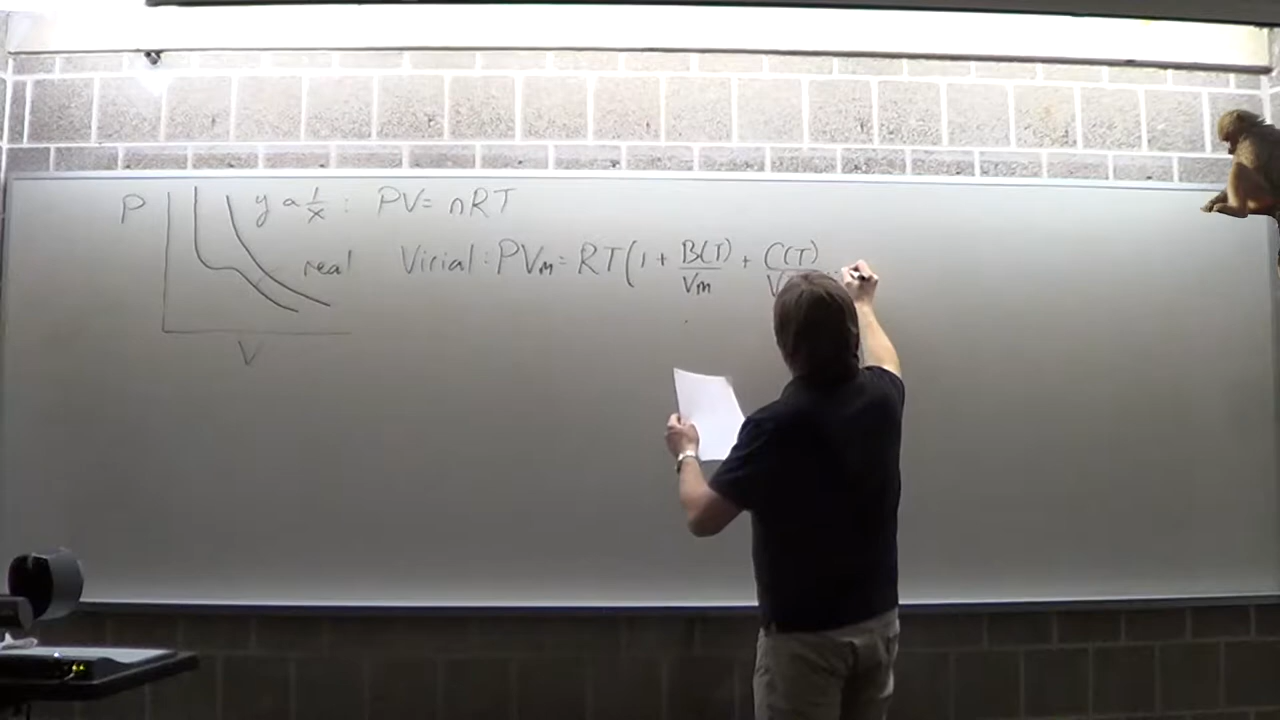 P
y α 1/x : PV= nRT
real
Virial : PVm = RT(1 + B(T)/Vm + C(T)/V
V